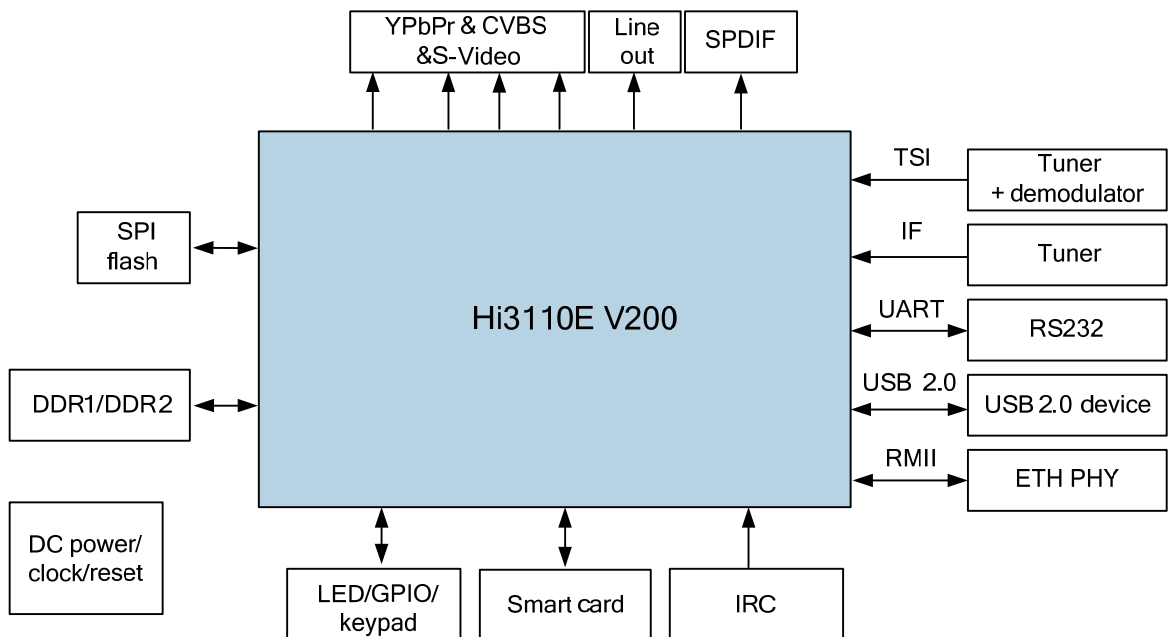 YPbPr & CVBS
&S-Video
Line
out
SPDIF
TSI
Tuner
+ demodulator
SPI
flash
IF
Tuner
Hi3110E V200
UART
RS232
DDR1/DDR2
USB 2.0
USB 2.0 device
RMII
ETH PHY
DC power/
clock/reset
LED/GPIO/
keypad
Smart card
IRC